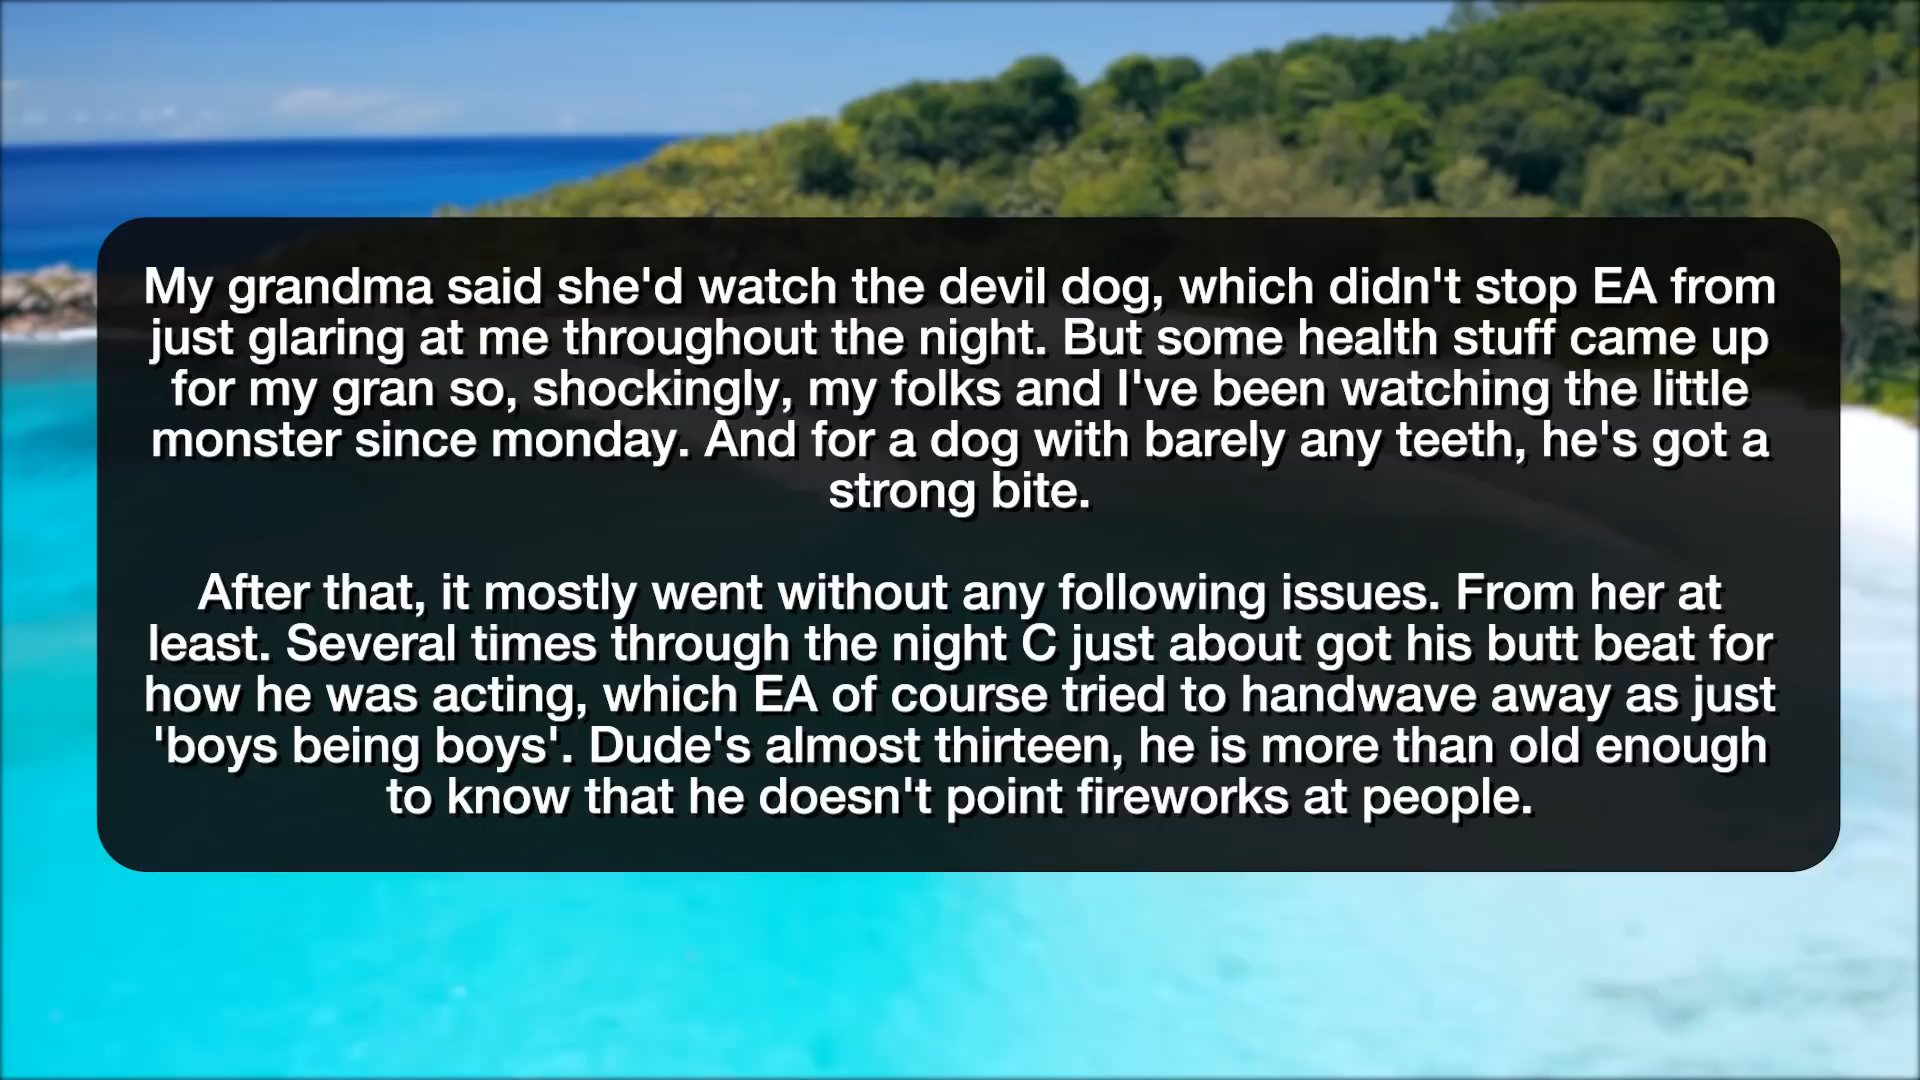 My grandma said she'd watch the devil dog, which didn't stop EA from
just glaring at me throughout the night. But some health stuff came up
for my gran so, shockingly, my folks and I've been watching the little
monster since monday. And for a dog with barely any teeth, he's got a
strong bite.
After that, it mostly went without any following issues. From her at
least. Several times through the night C just about got his butt beat for
how he was acting, which EA of course tried to handwave away as just
'boys being boys'. Dude's almost thirteen, he is more than old enough
to know that he doesn't point fireworks at people.